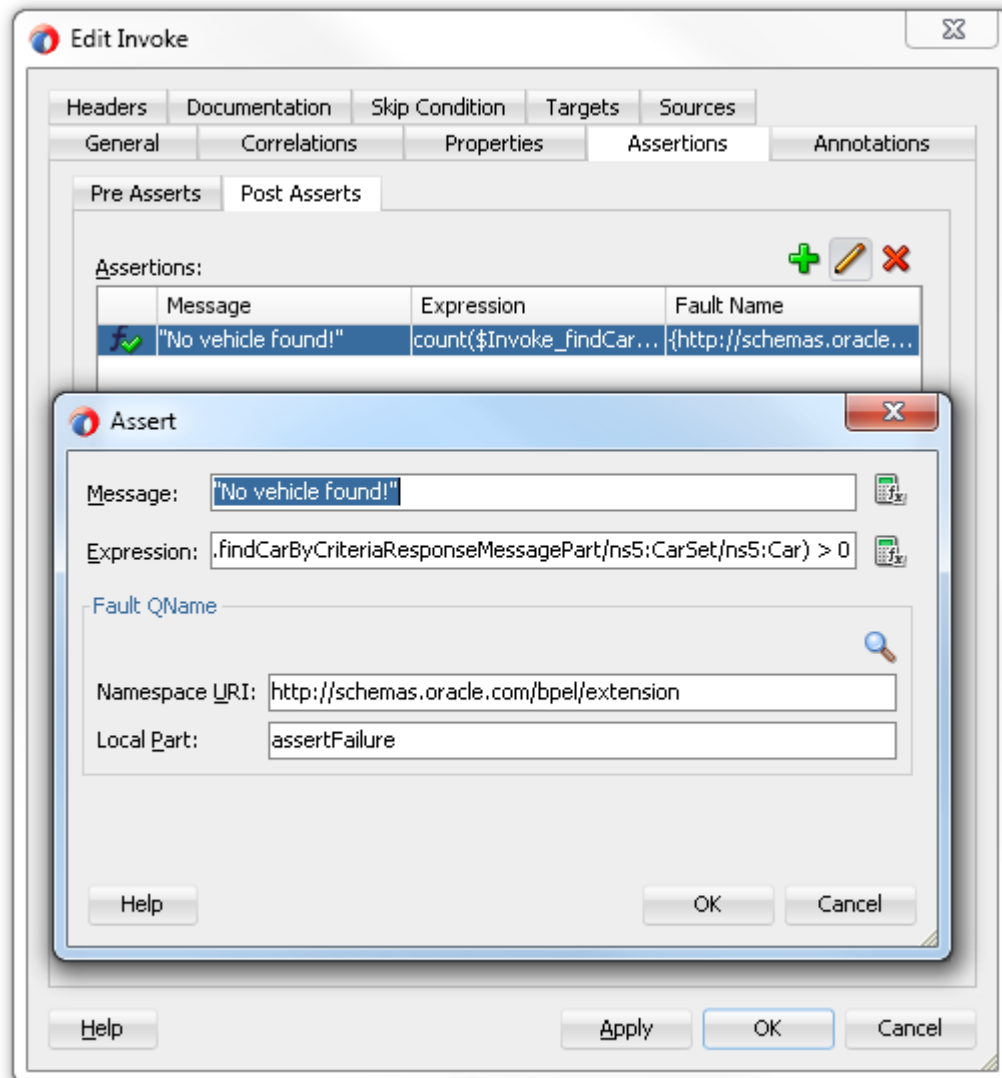 Edit Invoke
Headers Documentation Skip Condition Targets Sources
General Correlations Properties Assertions Annotations
Pre Asserts Post Asserts
Assertions:
Message Expression Fault Name
"No vehicle found!" count($Invoke_findCar... {http://schemas.oracle...
Assert
Message: "No vehicle found!"
Expression: .findCarByCriteriaResponseMessagePart/ns5:CarSet/ns5:Car) > 0
Fault QName
Namespace URI: http://schemas.oracle.com/bpel/extension
Local Part: assertFailure
Help OK Cancel
Help Apply OK Cancel